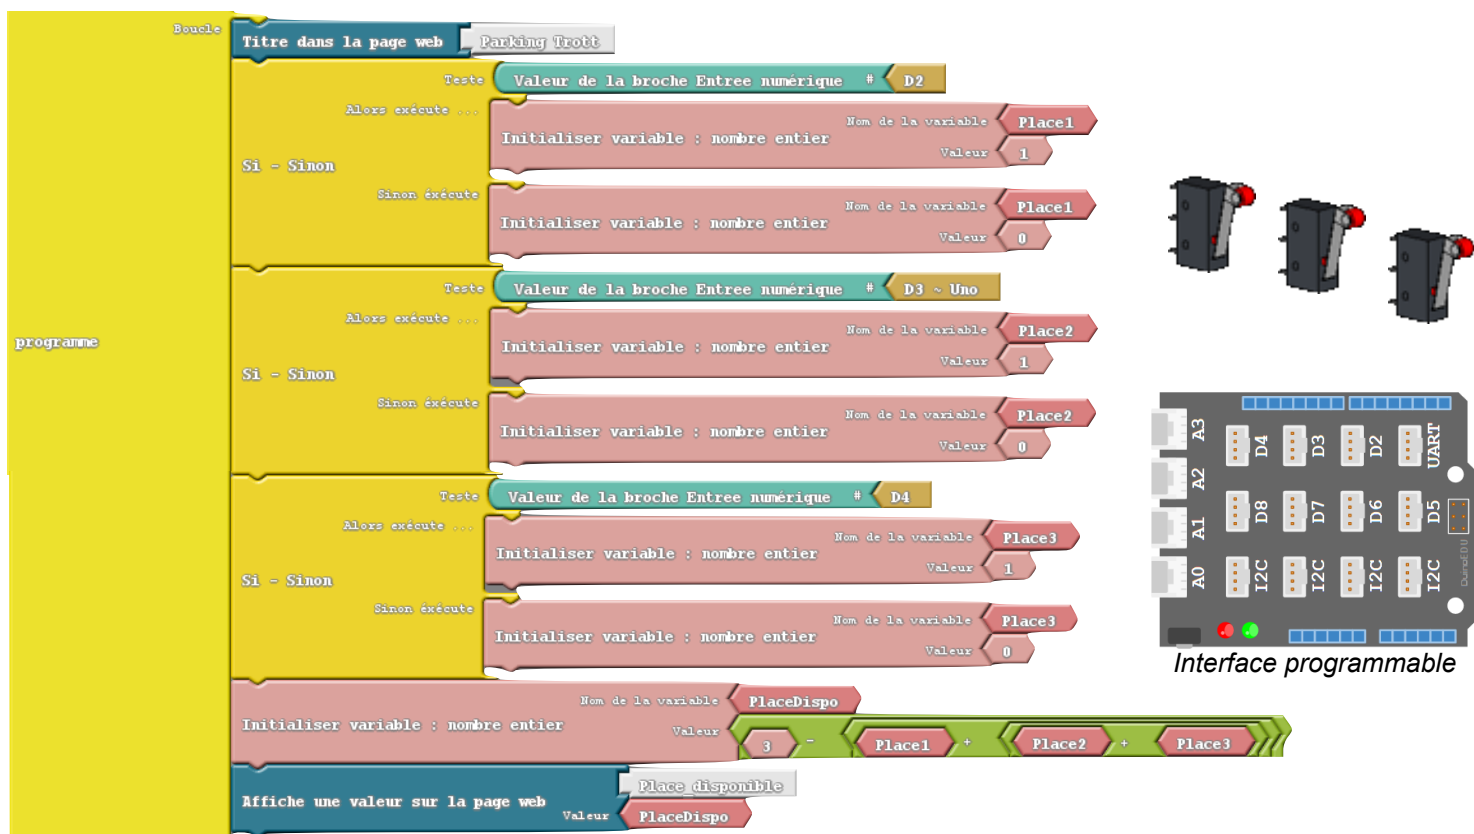 Boucle
Titre dans la page web Parking Trott
Teste Valeur de la broche Entree numérique # D2
Alors exécute ...
Nom de la variable Place1
Initialiser variable : nombre entier
Valeur 1
Si - Sinon
Sinon éxécute
Nom de la variable Place1
Initialiser variable : nombre entier
Valeur 0
Teste Valeur de la broche Entree numérique # D3 ~ Uno
Alors exécute ...
Nom de la variable Place2
programme
Initialiser variable : nombre entier
Valeur 1
Si - Sinon
Sinon éxécute
Nom de la variable Place2
Initialiser variable : nombre entier
Valeur 0
Teste Valeur de la broche Entree numérique # D4
Alors exécute ...
Nom de la variable Place3
Initialiser variable : nombre entier
Valeur 1
Si - Sinon
Sinon éxécute
Nom de la variable Place3
Initialiser variable : nombre entier
Valeur 0
Nom de la variable PlaceDispo
Initialiser variable : nombre entier
Valeur 3 - Place1 + Place2 + Place3
Affiche une valeur sur la page web Place_disponible
Valeur PlaceDispo
A3 D4 D3 D2 UART
A2
A1 D8 D7 D6 D5
A0 I2C I2C I2C I2C
DuinoEDU
Interface programmable